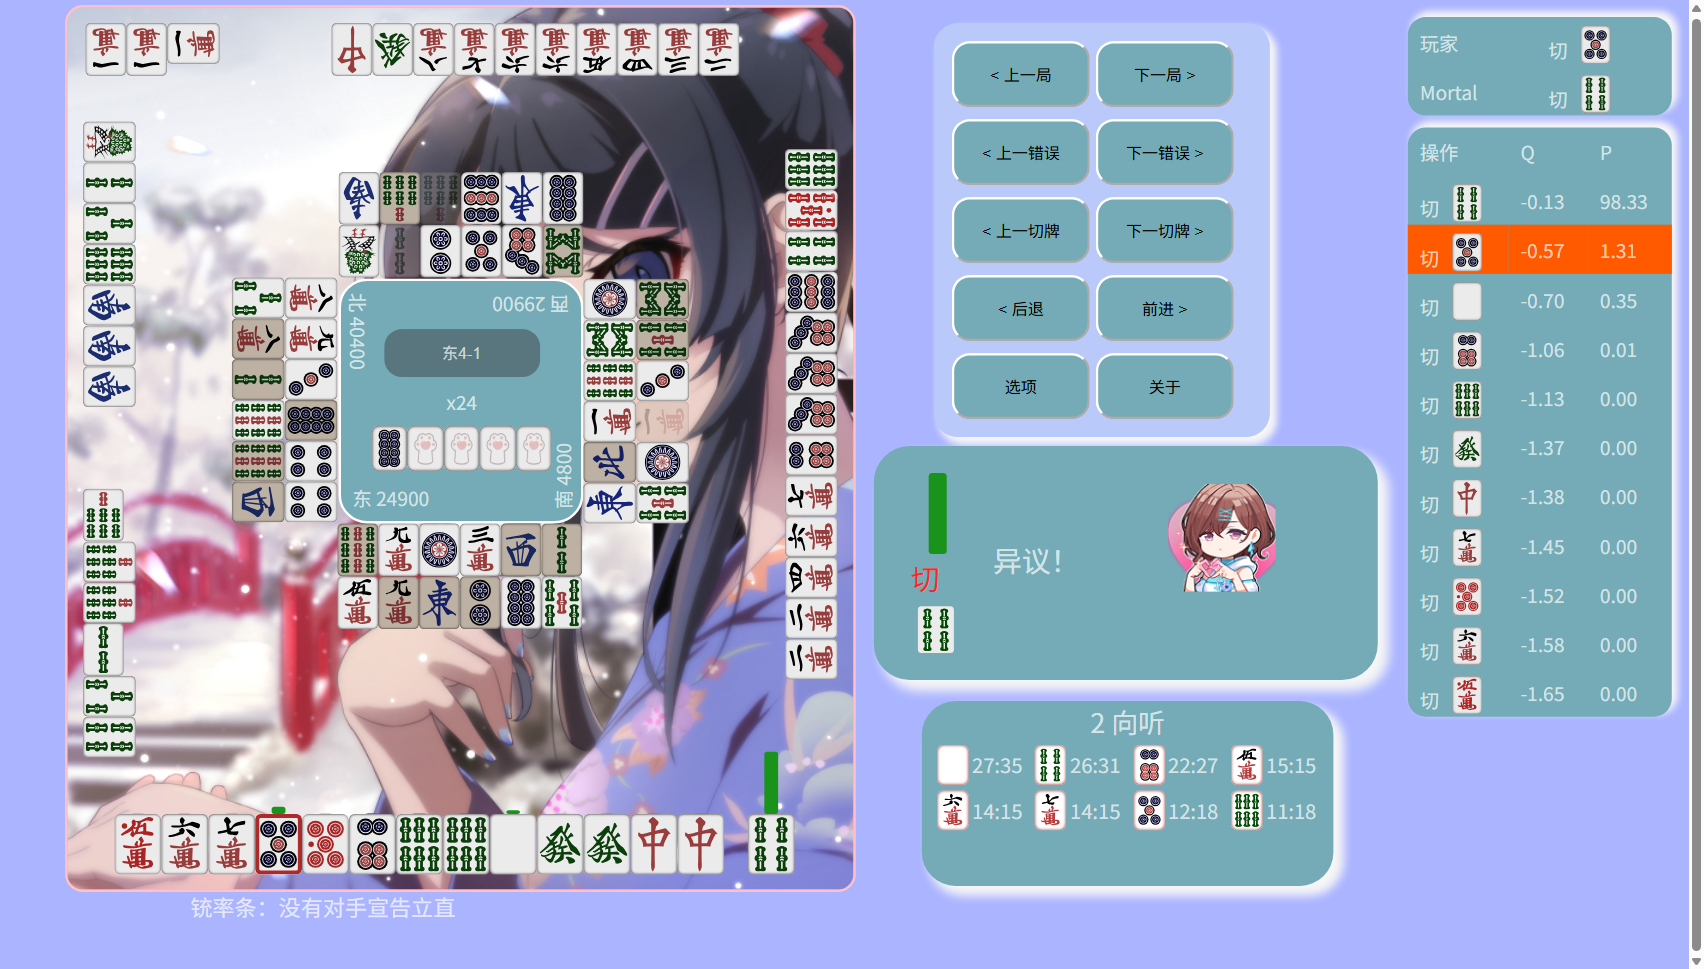 北 40400
西 29900
东4-1
x24
东 24900
南 4800
铳率条：没有对手宣告立直
< 上一局
下一局 >
< 上一错误
下一错误 >
< 上一切牌
下一切牌 >
< 后退
前进 >
选项
关于
切
异议！
2 向听
27:35
26:31
22:27
15:15
14:15
14:15
12:18
11:18
玩家 切
Mortal 切
操作 Q P
切 -0.13 98.33
切 -0.57 1.31
切 -0.70 0.35
切 -1.06 0.01
切 -1.13 0.00
切 -1.37 0.00
切 -1.38 0.00
切 -1.45 0.00
切 -1.52 0.00
切 -1.58 0.00
切 -1.65 0.00